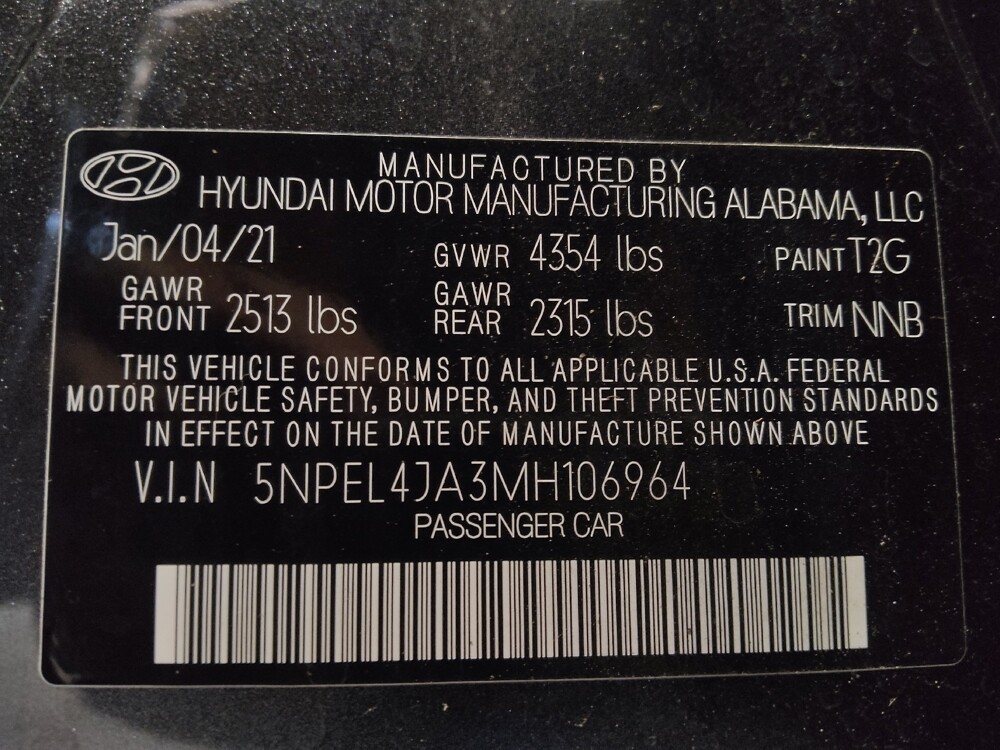 MANUFACTURED BY
HYUNDAI MOTOR MANUFACTURING ALABAMA, LLC
Jan/04/21 GVWR 4354 lbs PAINT T2G
GAWR FRONT 2513 lbs GAWR REAR 2315 lbs TRIM NNB
THIS VEHICLE CONFORMS TO ALL APPLICABLE U.S.A. FEDERAL
MOTOR VEHICLE SAFETY, BUMPER, AND THEFT PREVENTION STANDARDS
IN EFFECT ON THE DATE OF MANUFACTURE SHOWN ABOVE
V.I.N 5NPEL4JA3MH106964
PASSENGER CAR